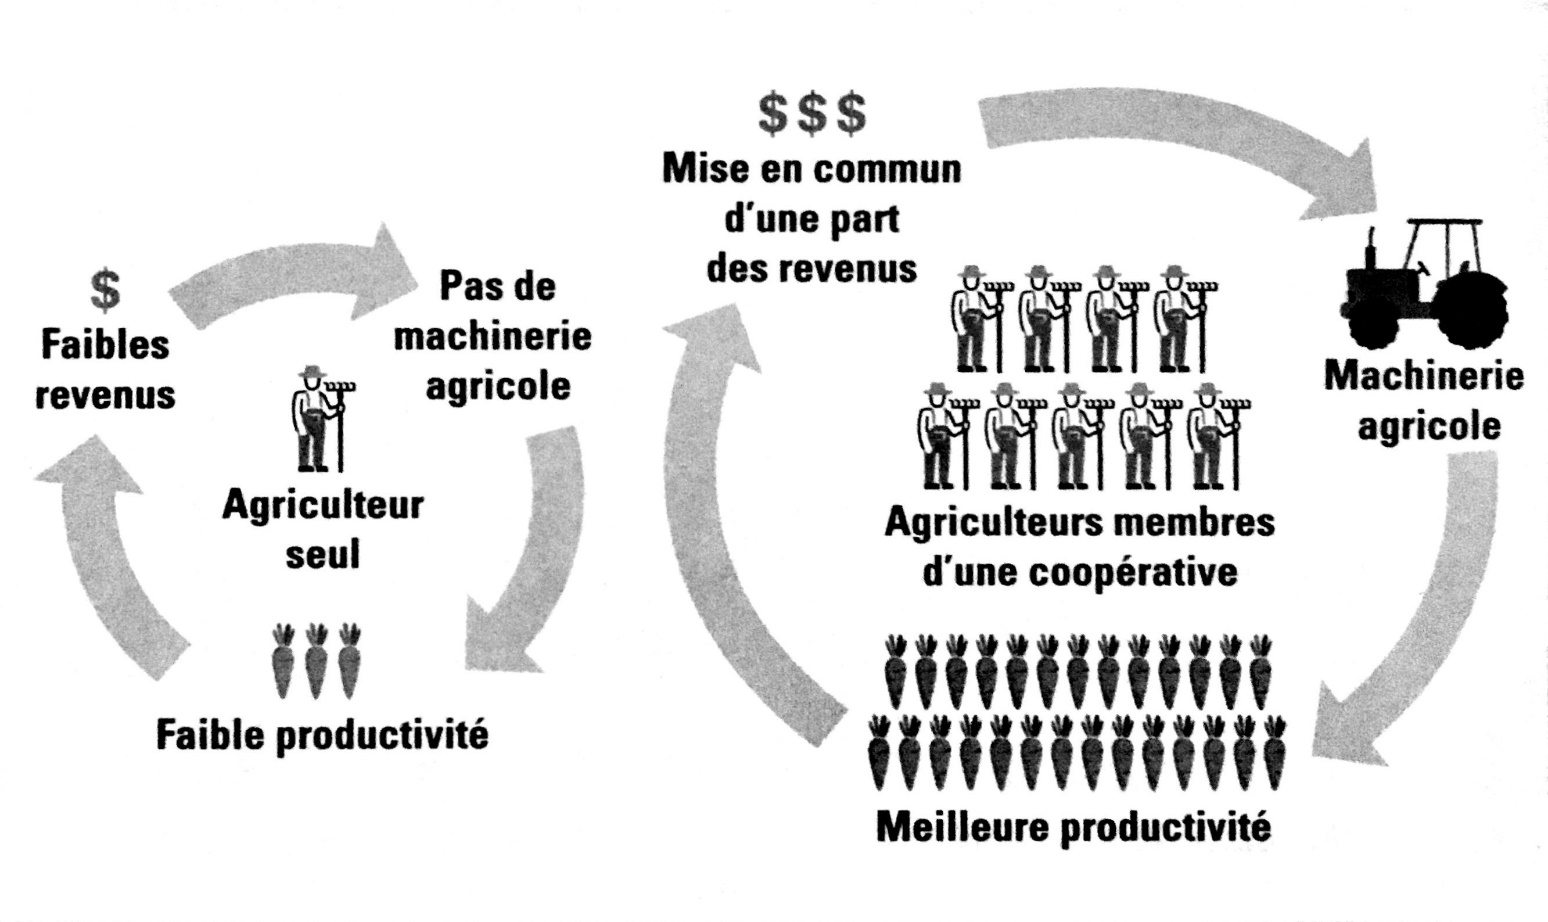 $
Faibles
revenus
Pas de
machinerie
agricole
Agriculteur
seul
Faible productivité
$$$
Mise en commun
d'une part
des revenus
Machinerie
agricole
Agriculteurs membres
d'une coopérative
Meilleure productivité